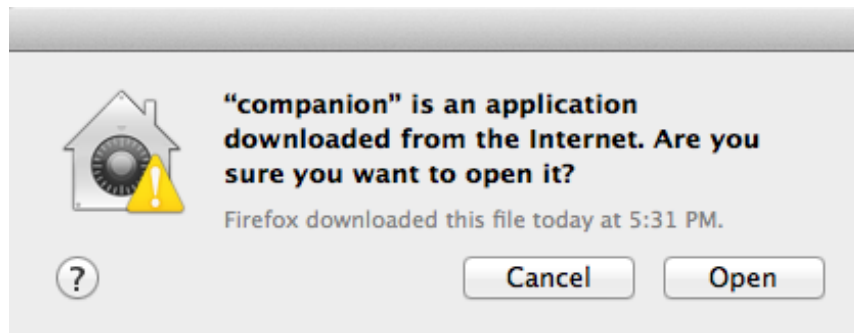 “companion” is an application
downloaded from the Internet. Are you
sure you want to open it?
Firefox downloaded this file today at 5:31 PM.
?
Cancel
Open